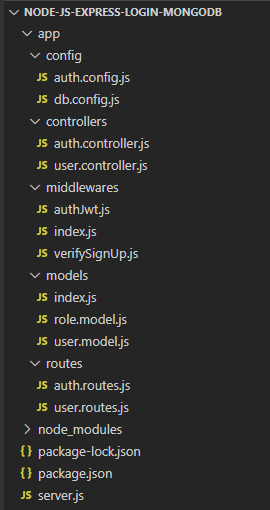 NODE-JS-EXPRESS-LOGIN-MONGODB
app
config
JS auth.config.js
JS db.config.js
controllers
JS auth.controller.js
JS user.controller.js
middlewares
JS authJwt.js
JS index.js
JS verifySignUp.js
models
JS index.js
JS role.model.js
JS user.model.js
routes
JS auth.routes.js
JS user.routes.js
node_modules
{} package-lock.json
{} package.json
JS server.js